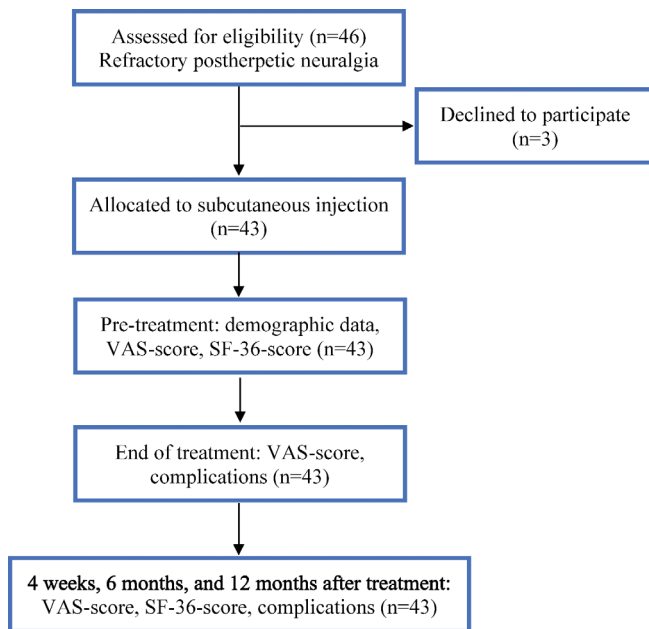 Assessed for eligibility (n=46)
Refractory postherpetic neuralgia
Declined to participate
(n=3)
Allocated to subcutaneous injection
(n=43)
Pre-treatment: demographic data,
VAS-score, SF-36-score (n=43)
End of treatment: VAS-score,
complications (n=43)
4 weeks, 6 months, and 12 months after treatment:
VAS-score, SF-36-score, complications (n=43)